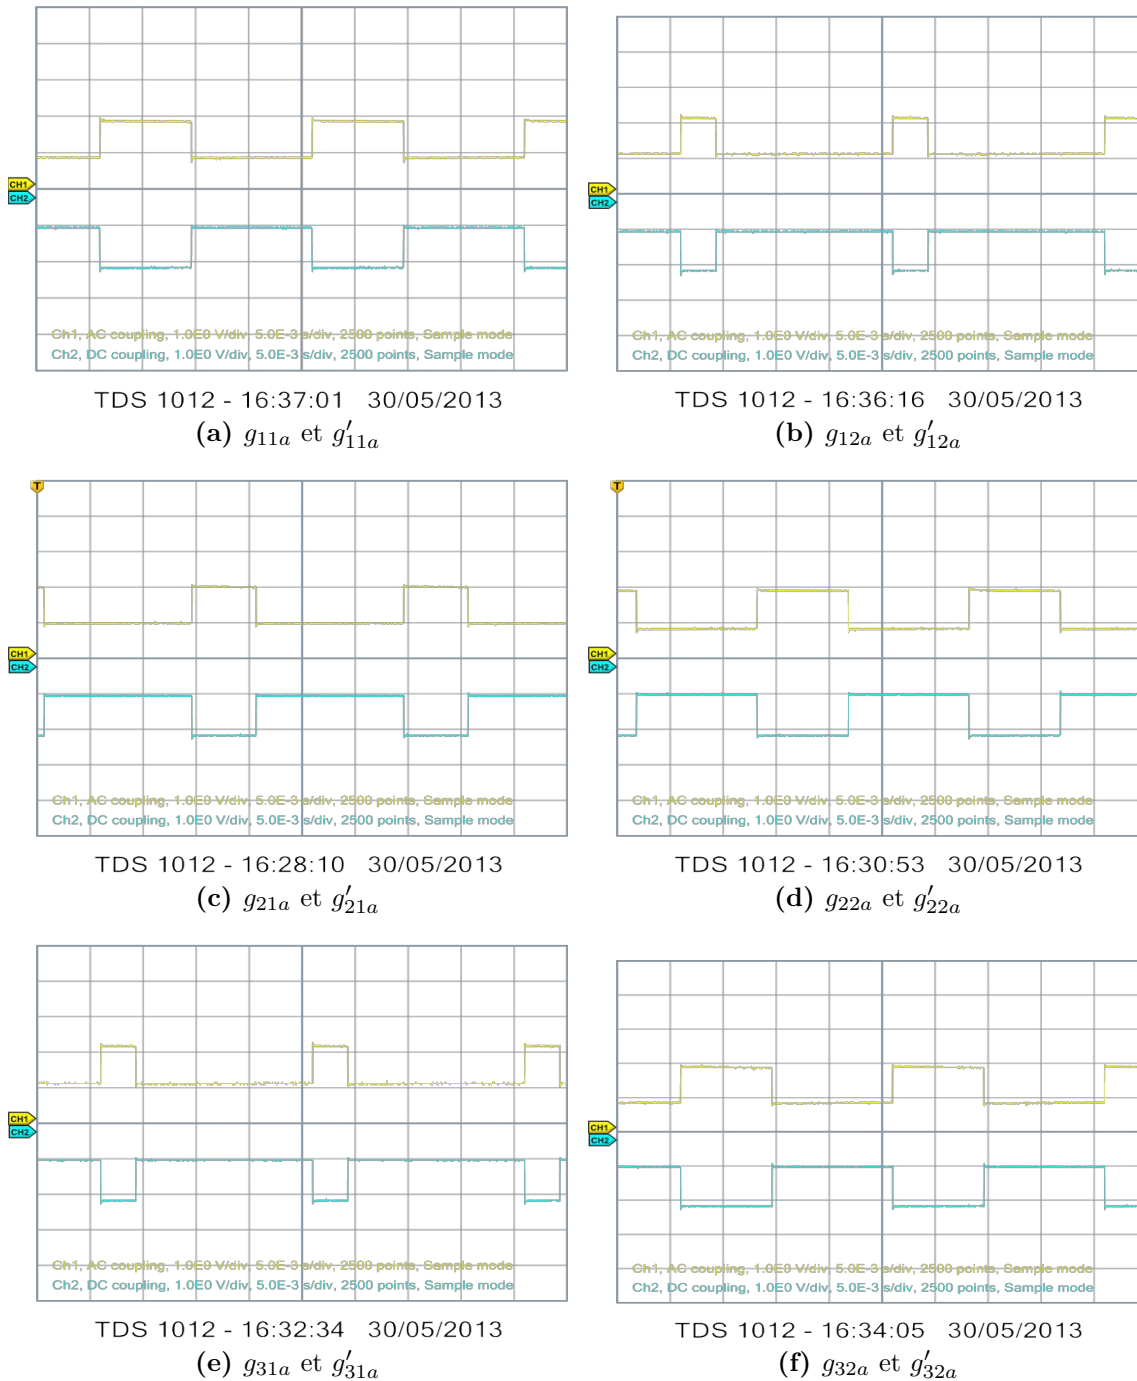 CH1
CH2
Ch1, AC coupling, 1.0E0 V/div, 5.0E-3 s/div, 2500 points, Sample mode
Ch2, DC coupling, 1.0E0 V/div, 5.0E-3 s/div, 2500 points, Sample mode
TDS 1012 - 16:37:01 30/05/2013
(a) g11a et g′11a
CH1
CH2
Ch1, AC coupling, 1.0E0 V/div, 5.0E-3 s/div, 2500 points, Sample mode
Ch2, DC coupling, 1.0E0 V/div, 5.0E-3 s/div, 2500 points, Sample mode
TDS 1012 - 16:36:16 30/05/2013
(b) g12a et g′12a
T
CH1
CH2
Ch1, AC coupling, 1.0E0 V/div, 5.0E-3 s/div, 2500 points, Sample mode
Ch2, DC coupling, 1.0E0 V/div, 5.0E-3 s/div, 2500 points, Sample mode
TDS 1012 - 16:28:10 30/05/2013
(c) g21a et g′21a
T
CH1
CH2
Ch1, AC coupling, 1.0E0 V/div, 5.0E-3 s/div, 2500 points, Sample mode
Ch2, DC coupling, 1.0E0 V/div, 5.0E-3 s/div, 2500 points, Sample mode
TDS 1012 - 16:30:53 30/05/2013
(d) g22a et g′22a
CH1
CH2
Ch1, AC coupling, 1.0E0 V/div, 5.0E-3 s/div, 2500 points, Sample mode
Ch2, DC coupling, 1.0E0 V/div, 5.0E-3 s/div, 2500 points, Sample mode
TDS 1012 - 16:32:34 30/05/2013
(e) g31a et g′31a
CH1
CH2
Ch1, AC coupling, 1.0E0 V/div, 5.0E-3 s/div, 2500 points, Sample mode
Ch2, DC coupling, 1.0E0 V/div, 5.0E-3 s/div, 2500 points, Sample mode
TDS 1012 - 16:34:05 30/05/2013
(f) g32a et g′32a